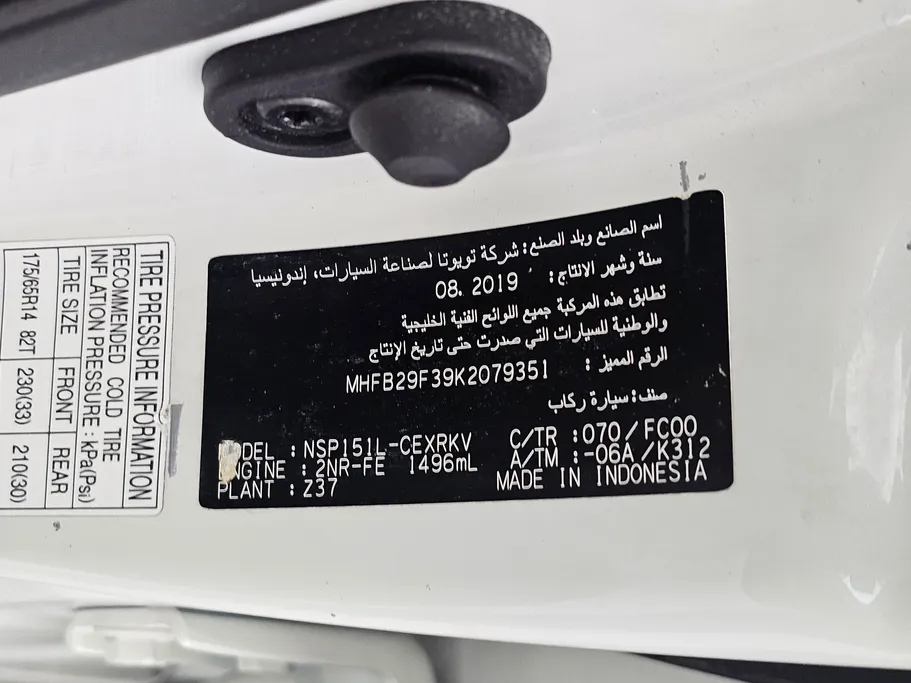 اسم الصانع وبلد الصنع: شركة تويوتا لصناعة السيارات، إندونيسيا
سنة وشهر الانتاج: 08. 2019
تطابق هذه المركبة جميع اللوائح الفنية الخليجية
والوطنية للسيارات التي صدرت حتى تاريخ الإنتاج
الرقم المميز: MHFB29F39K2079351
صنف: سيارة ركاب
MODEL : NSP151L-CEXRKV C/TR :070/FC00
ENGINE : 2NR-FE 1496mL A/TM :-06A/K312
PLANT : Z37 MADE IN INDONESIA
TIRE PRESSURE INFORMATION
RECOMMENDED COLD TIRE
INFLATION PRESSURE : kPa(Psi)
TIRE SIZE FRONT REAR
175/65R14 82T 230(33) 210(30)